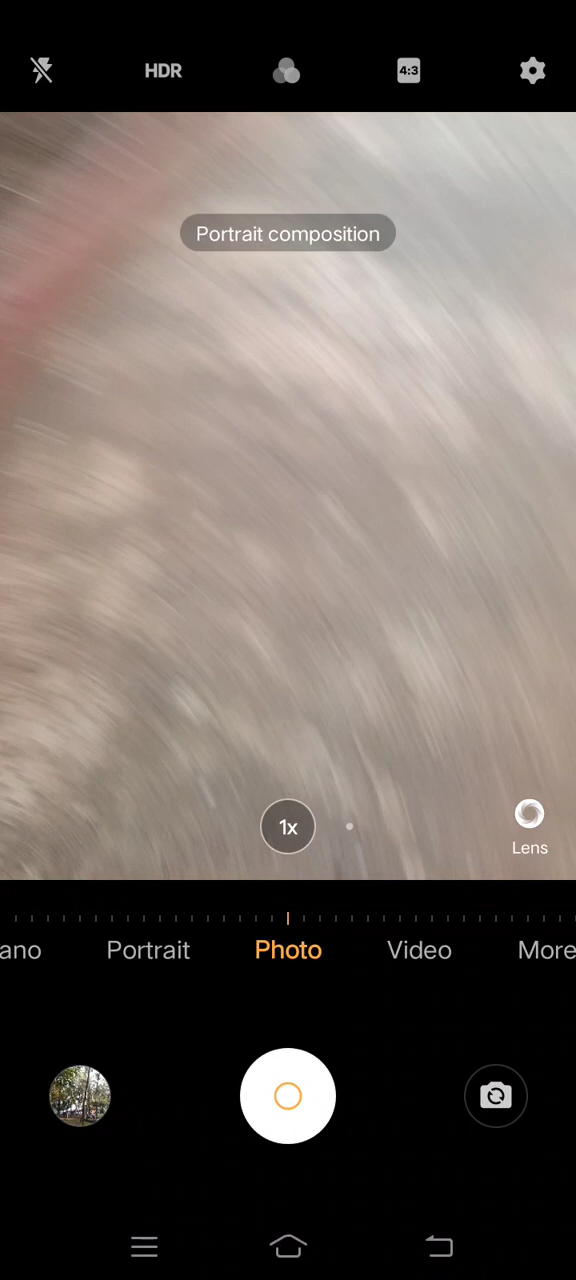 HDR
4:3
Portrait composition
1x
Lens
ano
Portrait
Photo
Video
More